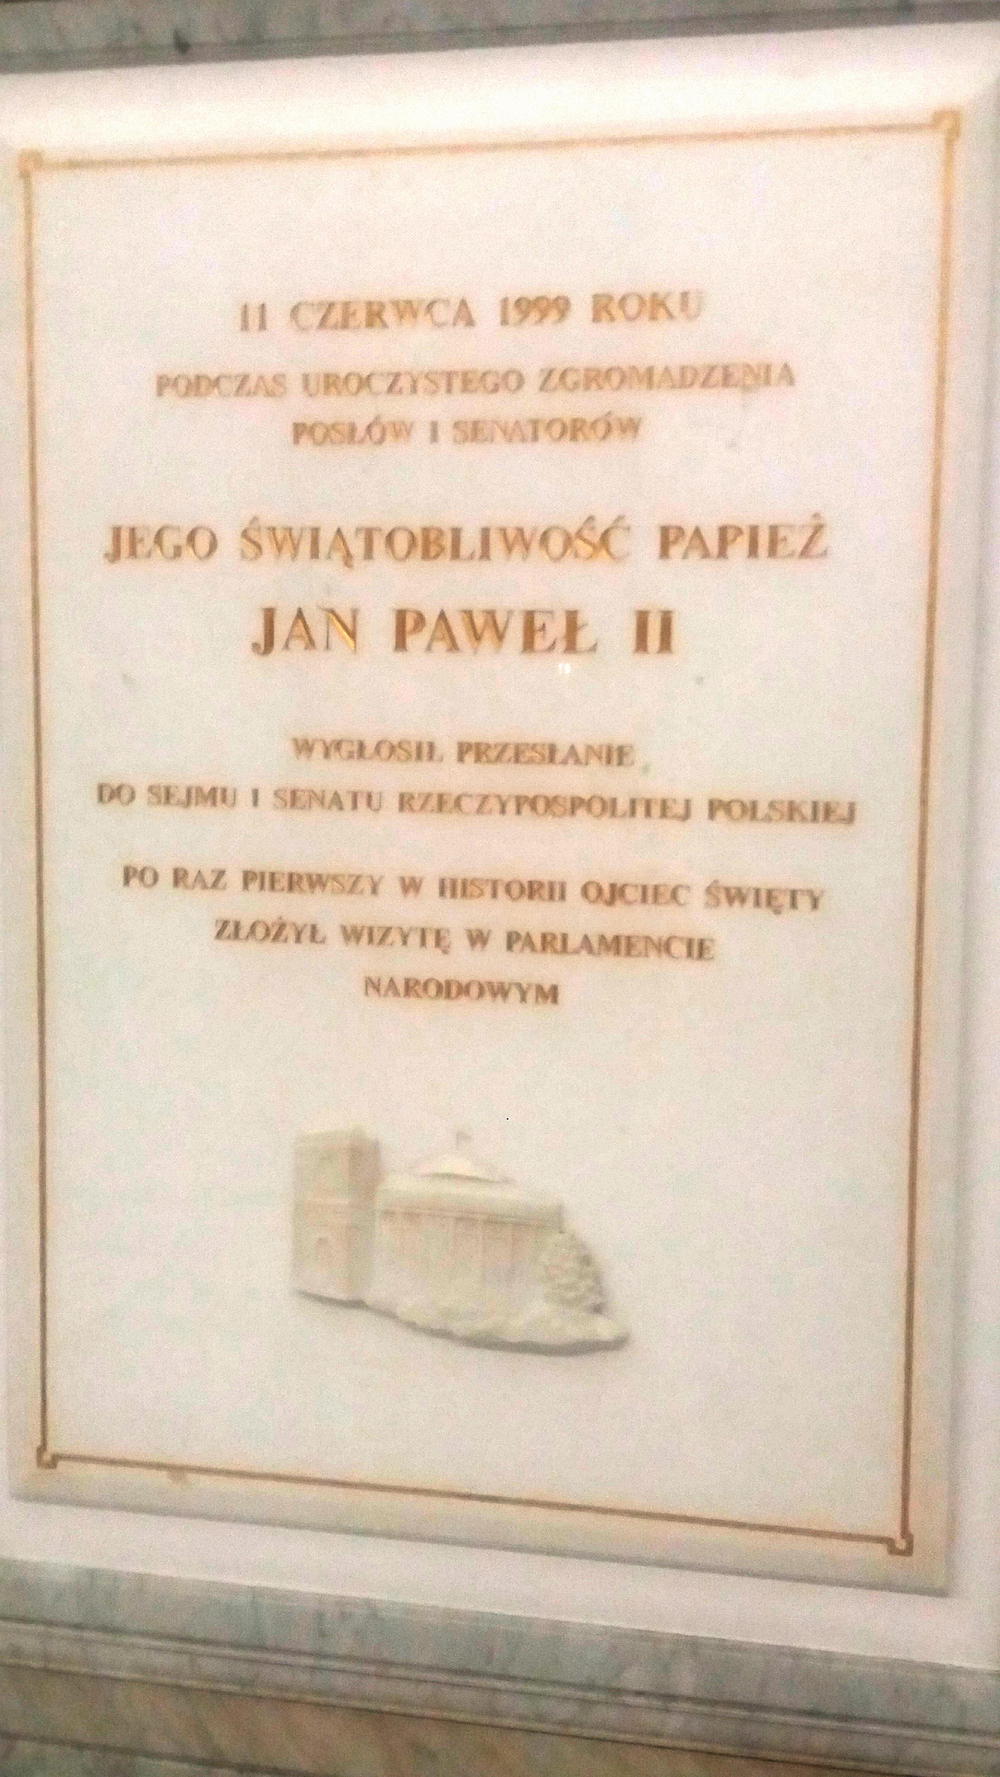 11 CZERWCA 1999 ROKU
PODCZAS UROCZYSTEGO ZGROMADZENIA
POSŁÓW I SENATORÓW
JEGO ŚWIĄTOBLIWOŚĆ PAPIEŻ
JAN PAWEŁ II
WYGŁOSIŁ PRZESŁANIE
DO SEJMU I SENATU RZECZYPOSPOLITEJ POLSKIEJ
PO RAZ PIERWSZY W HISTORII OJCIEC ŚWIĘTY
ZŁOŻYŁ WIZYTĘ W PARLAMENCIE
NARODOWYM